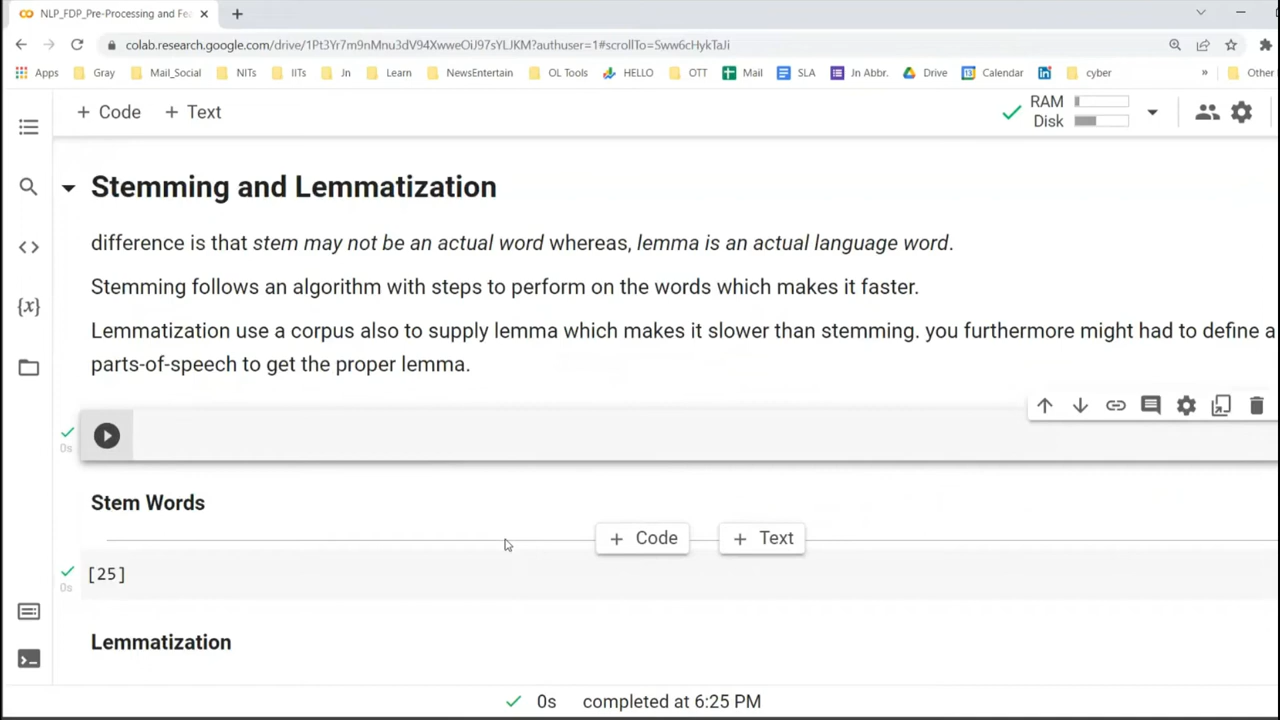 NLP_FDP_Pre-Processing and Fea
colab.research.google.com/drive/1Pt3Yr7m9nMnu3dV94XwweOiJ97sYLJKM?authuser=1#scrollTo=Sww6cHykTaJi
Apps Gray Mail_Social NITs IITs Jn Learn NewsEntertain OL Tools HELLO OTT Mail SLA Jn Abbr. Drive Calendar cyber » Other
+ Code + Text RAM
Disk
Stemming and Lemmatization
difference is that stem may not be an actual word whereas, lemma is an actual language word.
Stemming follows an algorithm with steps to perform on the words which makes it faster.
Lemmatization use a corpus also to supply lemma which makes it slower than stemming. you furthermore might had to define a
parts-of-speech to get the proper lemma.
0s
Stem Words
+ Code + Text
[25]
0s
Lemmatization
0s completed at 6:25 PM